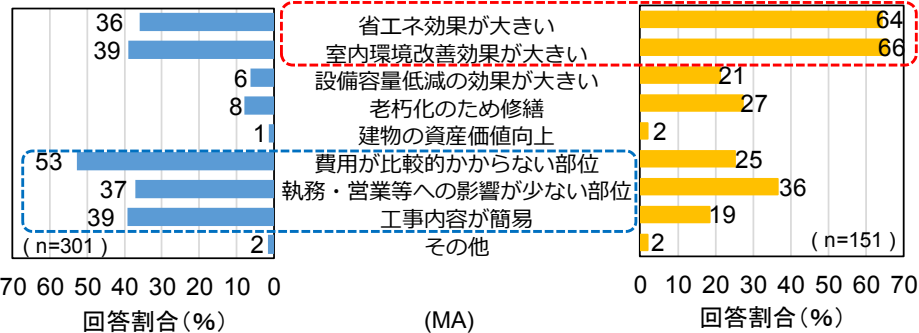 36 省エネ効果が大きい 64
39 室内環境改善効果が大きい 66
6 設備容量低減の効果が大きい 21
8 老朽化のため修繕 27
1 建物の資産価値向上 2
53 費用が比較的かからない部位 25
37 執務・営業等への影響が少ない部位 36
39 工事内容が簡易 19
( n=301 ) 2 その他 2 ( n=151 )
70 60 50 40 30 20 10 0 0 10 20 30 40 50 60 70
回答割合(%) (MA) 回答割合(%)